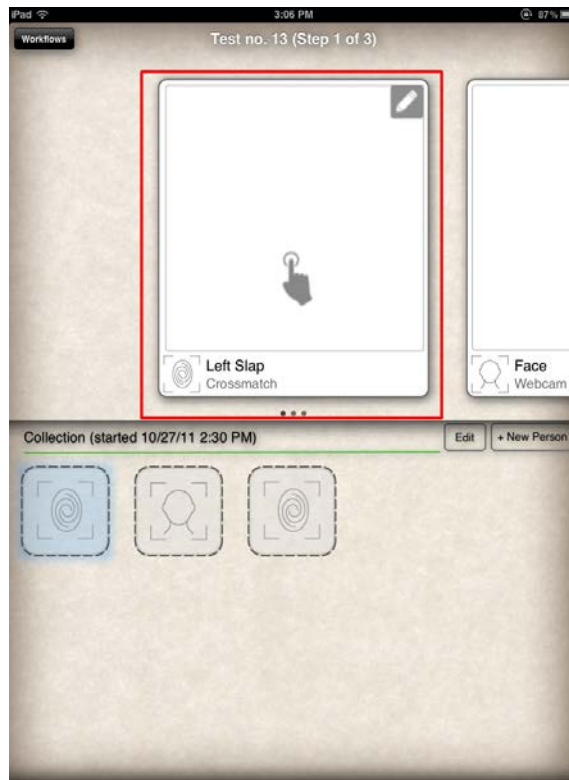 iPad 3:06 PM 87%
Workflows Test no. 13 (Step 1 of 3)
Left Slap
Crossmatch
Face
Webcam
Collection (started 10/27/11 2:30 PM) Edit + New Person